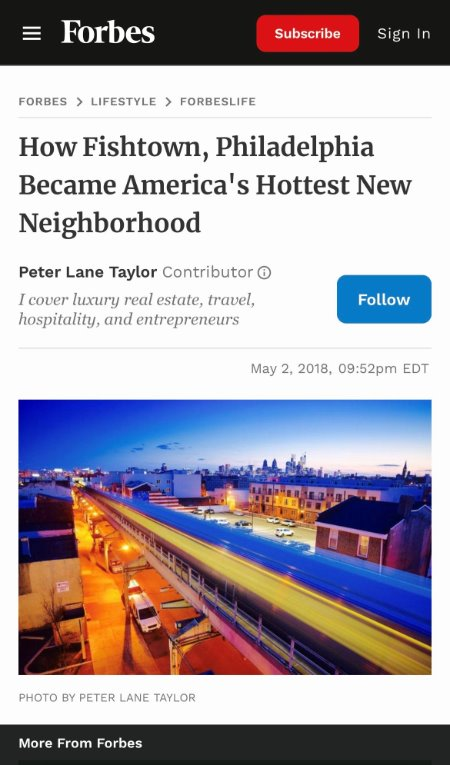 Forbes
Subscribe
Sign In
FORBES > LIFESTYLE > FORBESLIFE
How Fishtown, Philadelphia
Became America's Hottest New
Neighborhood
Peter Lane Taylor Contributor
I cover luxury real estate, travel,
hospitality, and entrepreneurs
Follow
May 2, 2018, 09:52pm EDT
PHOTO BY PETER LANE TAYLOR
More From Forbes